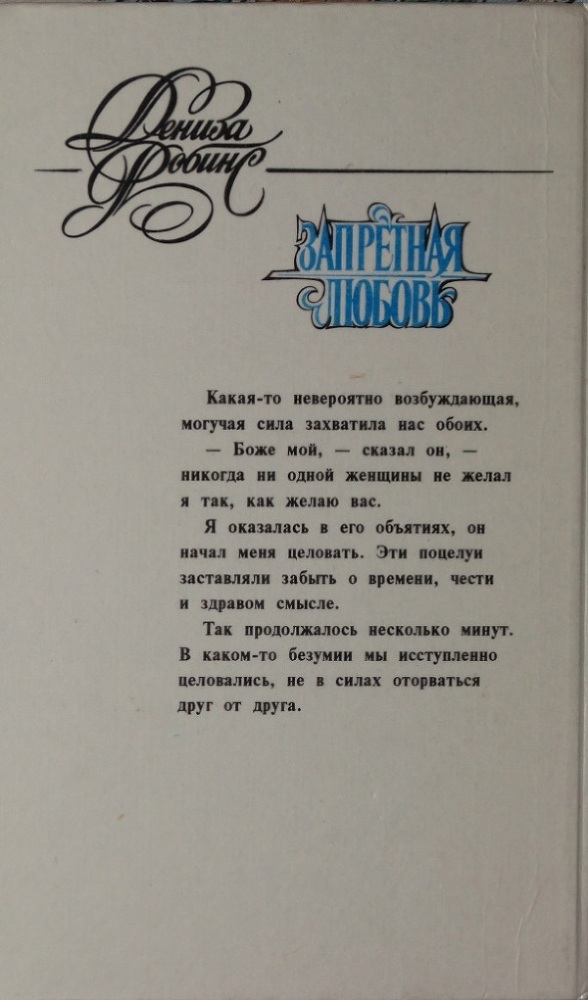 Дениза
Робинс
ЗАПРЕТНАЯ
ЛЮБОВЬ
Какая-то невероятно возбуждающая,
могучая сила захватила нас обоих.
— Боже мой, — сказал он, —
никогда ни одной женщины не желал
я так, как желаю вас.
Я оказалась в его объятиях, он
начал меня целовать. Эти поцелуи
заставляли забыть о времени, чести
и здравом смысле.
Так продолжалось несколько минут.
В каком-то безумии мы исступленно
целовались, не в силах оторваться
друг от друга.